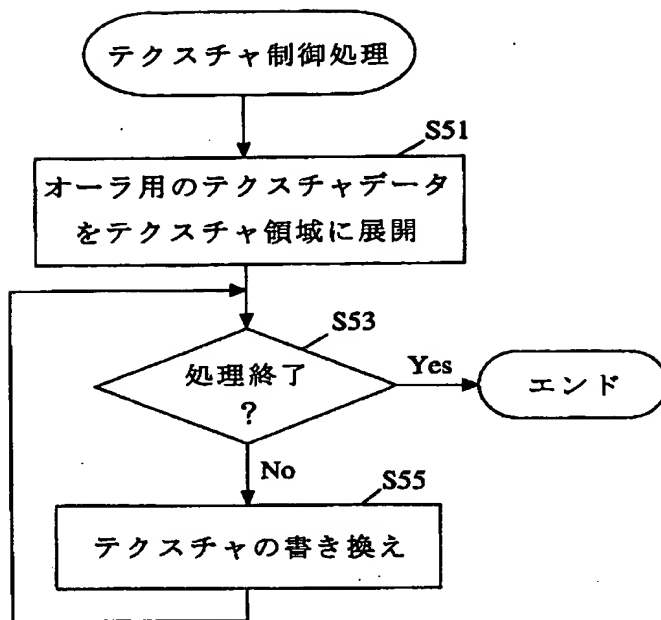 テクスチャ制御処理
S51
オーラ用のテクスチャデータ
をテクスチャ領域に展開
S53
処理終了
?
Yes
エンド
No
S55
テクスチャの書き換え